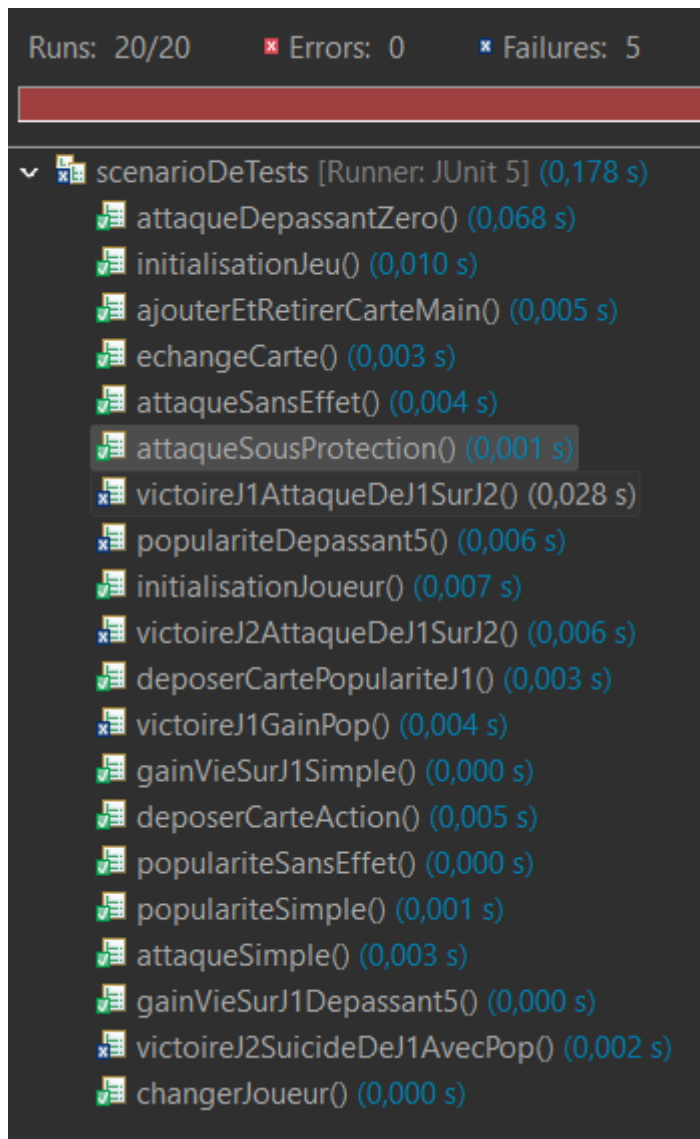 Runs: 20/20 Errors: 0 Failures: 5
scenarioDeTests [Runner: JUnit 5] (0,178 s)
attaqueDepassantZero() (0,068 s)
initialisationJeu() (0,010 s)
ajouterEtRetirerCarteMain() (0,005 s)
echangeCarte() (0,003 s)
attaqueSansEffet() (0,004 s)
attaqueSousProtection() (0,001 s)
victoireJ1AttaqueDeJ1SurJ2() (0,028 s)
populariteDepassant5() (0,006 s)
initialisationJoueur() (0,007 s)
victoireJ2AttaqueDeJ1SurJ2() (0,006 s)
deposerCartePopulariteJ1() (0,003 s)
victoireJ1GainPop() (0,004 s)
gainVieSurJ1Simple() (0,000 s)
deposerCarteAction() (0,005 s)
populariteSansEffet() (0,000 s)
populariteSimple() (0,001 s)
attaqueSimple() (0,003 s)
gainVieSurJ1Depassant5() (0,000 s)
victoireJ2SuicideDeJ1AvecPop() (0,002 s)
changerJoueur() (0,000 s)